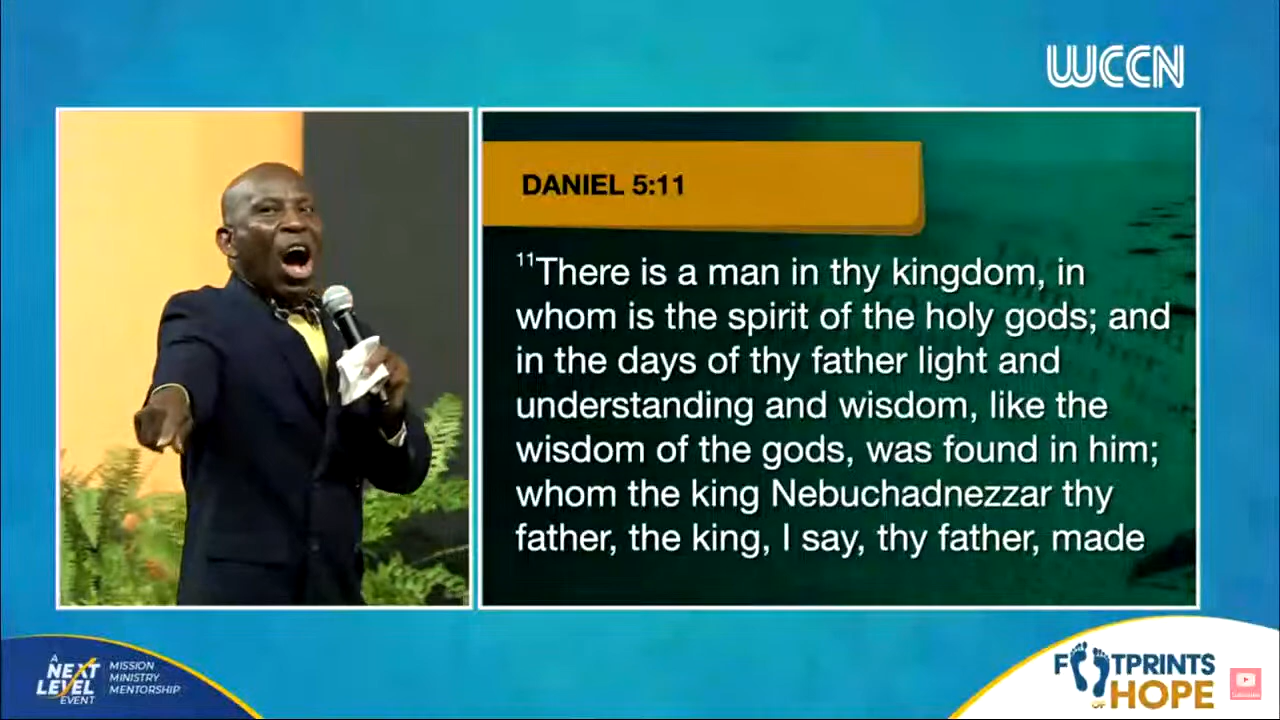 WCCN
DANIEL 5:11
11There is a man in thy kingdom, in
whom is the spirit of the holy gods; and
in the days of thy father light and
understanding and wisdom, like the
wisdom of the gods, was found in him;
whom the king Nebuchadnezzar thy
father, the king, I say, thy father, made
A
NEXT
LEVEL
EVENT
MISSION
MINISTRY
MENTORSHIP
FOOTPRINTS
OF HOPE